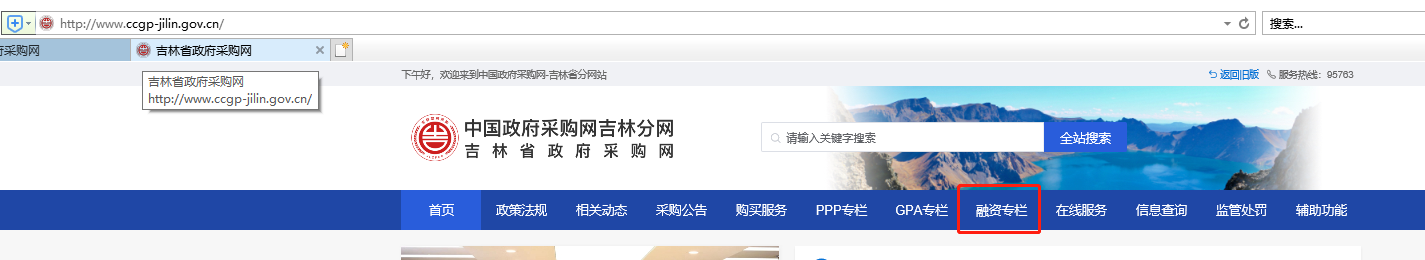 http://www.ccgp-jilin.gov.cn/
搜索...
府采购网
吉林省政府采购网
吉林省政府采购网
http://www.ccgp-jilin.gov.cn/
下午好，欢迎来到中国政府采购网-吉林省分网站
返回旧版 服务热线：95763
中国政府采购网吉林分网
吉林省政府采购网
请输入关键字搜索
全站搜索
首页 政策法规 相关动态 采购公告 购买服务 PPP专栏 GPA专栏 融资专栏 在线服务 信息查询 监管处罚 辅助功能